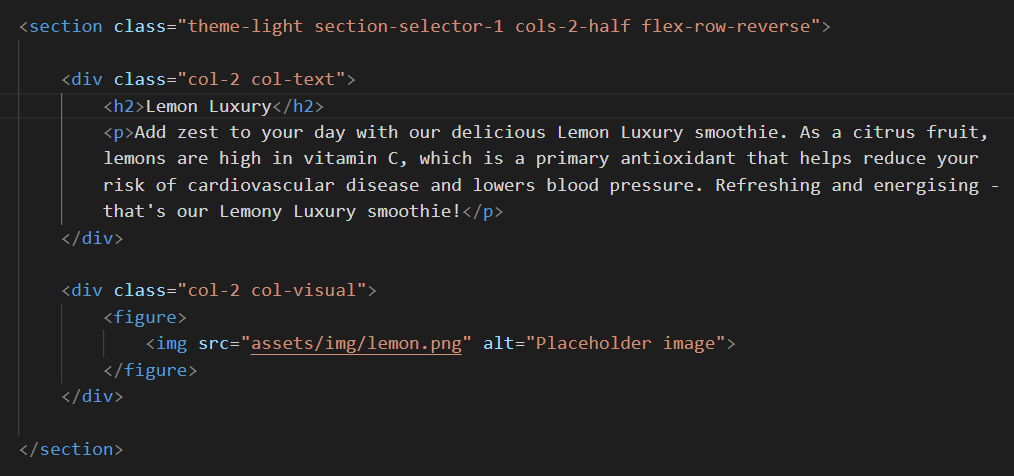 <section class="theme-light section-selector-1 cols-2-half flex-row-reverse">
<div class="col-2 col-text">
<h2>Lemon Luxury</h2>
<p>Add zest to your day with our delicious Lemon Luxury smoothie. As a citrus fruit,
lemons are high in vitamin C, which is a primary antioxidant that helps reduce your
risk of cardiovascular disease and lowers blood pressure. Refreshing and energising -
that's our Lemony Luxury smoothie!</p>
</div>
<div class="col-2 col-visual">
<figure>
<img src="assets/img/lemon.png" alt="Placeholder image">
</figure>
</div>
</section>